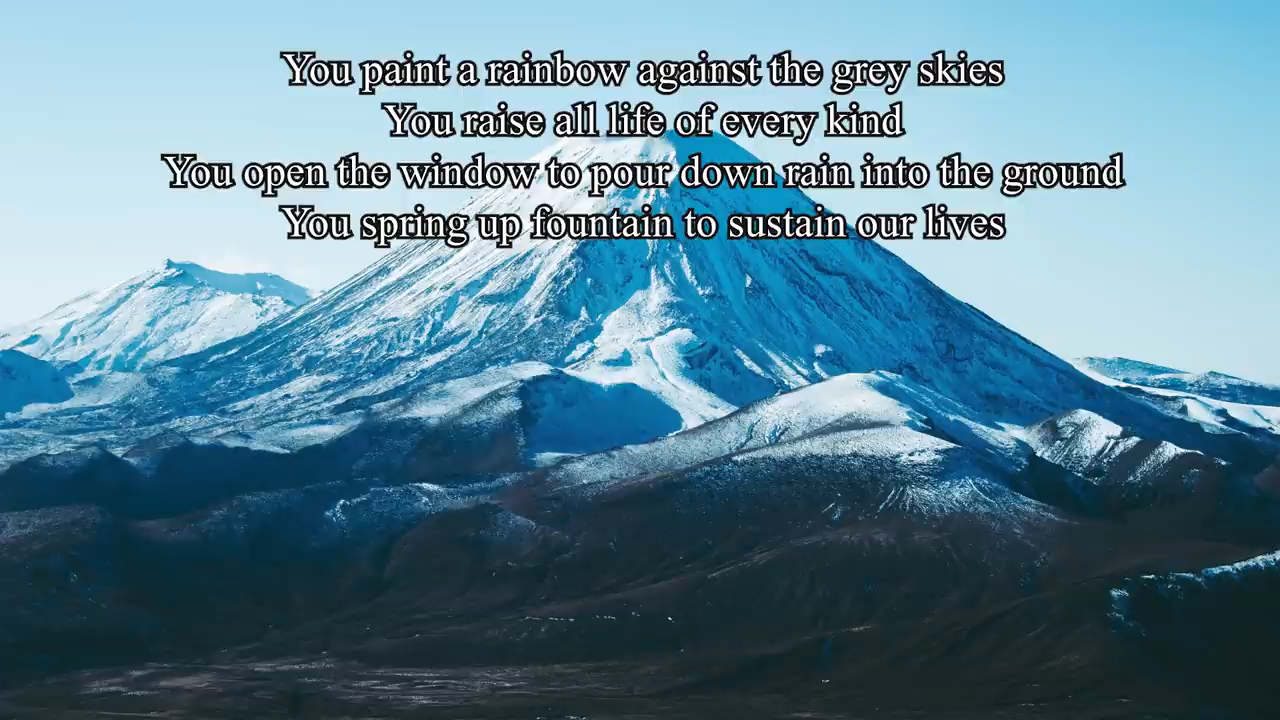 You paint a rainbow against the grey skies
You raise all life of every kind
You open the window to pour down rain into the ground
You spring up fountain to sustain our lives